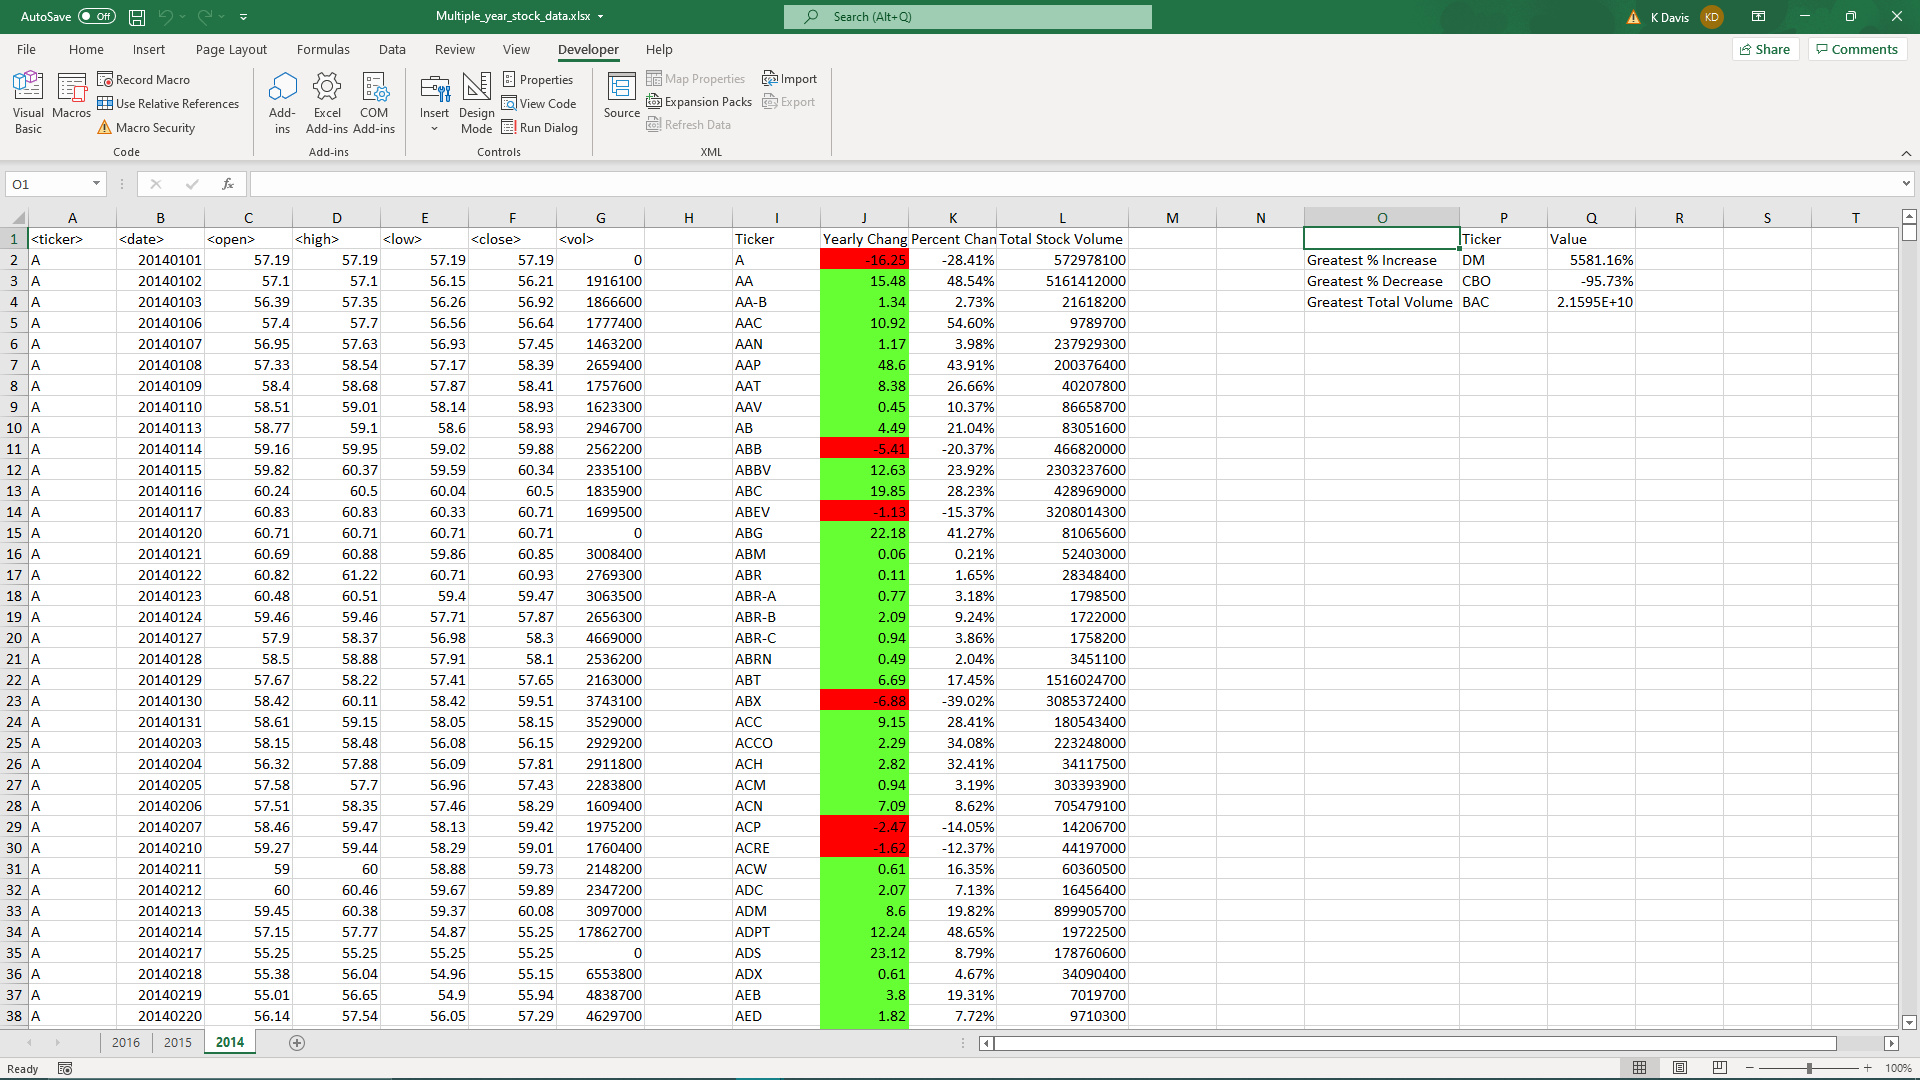 AutoSave Off Multiple_year_stock_data.xlsx Search (Alt+Q) K Davis KD
File Home Insert Page Layout Formulas Data Review View Developer Help Share Comments
Visual Basic Macros Record Macro Use Relative References Macro Security Code
Add-ins Excel Add-ins COM Add-ins Add-ins
Insert Design Mode Properties View Code Run Dialog Controls
Source Map Properties Expansion Packs Refresh Data Import Export XML
O1 fx
A B C D E F G H I J K L M N O P Q R S T
1 <ticker> <date> <open> <high> <low> <close> <vol> Ticker Yearly Chang Percent Chan Total Stock Volume Ticker Value
2 A 20140101 57.19 57.19 57.19 57.19 0 A -16.25 -28.41% 572978100 Greatest % Increase DM 5581.16%
3 A 20140102 57.1 57.1 56.15 56.21 1916100 AA 15.48 48.54% 5161412000 Greatest % Decrease CBO -95.73%
4 A 20140103 56.39 57.35 56.26 56.92 1866600 AA-B 1.34 2.73% 21618200 Greatest Total Volume BAC 2.1595E+10
5 A 20140106 57.4 57.7 56.56 56.64 1777400 AAC 10.92 54.60% 9789700
6 A 20140107 56.95 57.63 56.93 57.45 1463200 AAN 1.17 3.98% 237929300
7 A 20140108 57.33 58.54 57.17 58.39 2659400 AAP 48.6 43.91% 200376400
8 A 20140109 58.4 58.68 57.87 58.41 1757600 AAT 8.38 26.66% 40207800
9 A 20140110 58.51 59.01 58.14 58.93 1623300 AAV 0.45 10.37% 86658700
10 A 20140113 58.77 59.1 58.6 58.93 2946700 AB 4.49 21.04% 83051600
11 A 20140114 59.16 59.95 59.02 59.88 2562200 ABB -5.41 -20.37% 466820000
12 A 20140115 59.82 60.37 59.59 60.34 2335100 ABBV 12.63 23.92% 2303237600
13 A 20140116 60.24 60.5 60.04 60.5 1835900 ABC 19.85 28.23% 428969000
14 A 20140117 60.83 60.83 60.33 60.71 1699500 ABEV -1.13 -15.37% 3208014300
15 A 20140120 60.71 60.71 60.71 60.71 0 ABG 22.18 41.27% 81065600
16 A 20140121 60.69 60.88 59.86 60.85 3008400 ABM 0.06 0.21% 52403000
17 A 20140122 60.82 61.22 60.71 60.93 2769300 ABR 0.11 1.65% 28348400
18 A 20140123 60.48 60.51 59.4 59.47 3063500 ABR-A 0.77 3.18% 1798500
19 A 20140124 59.46 59.46 57.71 57.87 2656300 ABR-B 2.09 9.24% 1722000
20 A 20140127 57.9 58.37 56.98 58.3 4669000 ABR-C 0.94 3.86% 1758200
21 A 20140128 58.5 58.88 57.91 58.1 2536200 ABRN 0.49 2.04% 3451100
22 A 20140129 57.67 58.22 57.41 57.65 2163000 ABT 6.69 17.45% 1516024700
23 A 20140130 58.42 60.11 58.42 59.51 3743100 ABX -6.88 -39.02% 3085372400
24 A 20140131 58.61 59.15 58.05 58.15 3529000 ACC 9.15 28.41% 180543400
25 A 20140203 58.15 58.48 56.08 56.15 2929200 ACCO 2.29 34.08% 223248000
26 A 20140204 56.32 57.88 56.09 57.81 2911800 ACH 2.82 32.41% 34117500
27 A 20140205 57.58 57.7 56.96 57.43 2283800 ACM 0.94 3.19% 303393900
28 A 20140206 57.51 58.35 57.46 58.29 1609400 ACN 7.09 8.62% 705479100
29 A 20140207 58.46 59.47 58.13 59.42 1975200 ACP -2.47 -14.05% 14206700
30 A 20140210 59.27 59.44 58.29 59.01 1760400 ACRE -1.62 -12.37% 44197000
31 A 20140211 59 60 58.88 59.73 2148200 ACW 0.61 16.35% 60360500
32 A 20140212 60 60.46 59.67 59.89 2347200 ADC 2.07 7.13% 16456400
33 A 20140213 59.45 60.38 59.37 60.08 3097000 ADM 8.6 19.82% 899905700
34 A 20140214 57.15 57.77 54.87 55.25 17862700 ADPT 12.24 48.65% 19722500
35 A 20140217 55.25 55.25 55.25 55.25 0 ADS 23.12 8.79% 178760600
36 A 20140218 55.38 56.04 54.96 55.15 6553800 ADX 0.61 4.67% 34090400
37 A 20140219 55.01 56.65 54.9 55.94 4838700 AEB 3.8 19.31% 7019700
38 A 20140220 56.14 57.54 56.05 57.29 4629700 AED 1.82 7.72% 9710300
2016 2015 2014
Ready 100%